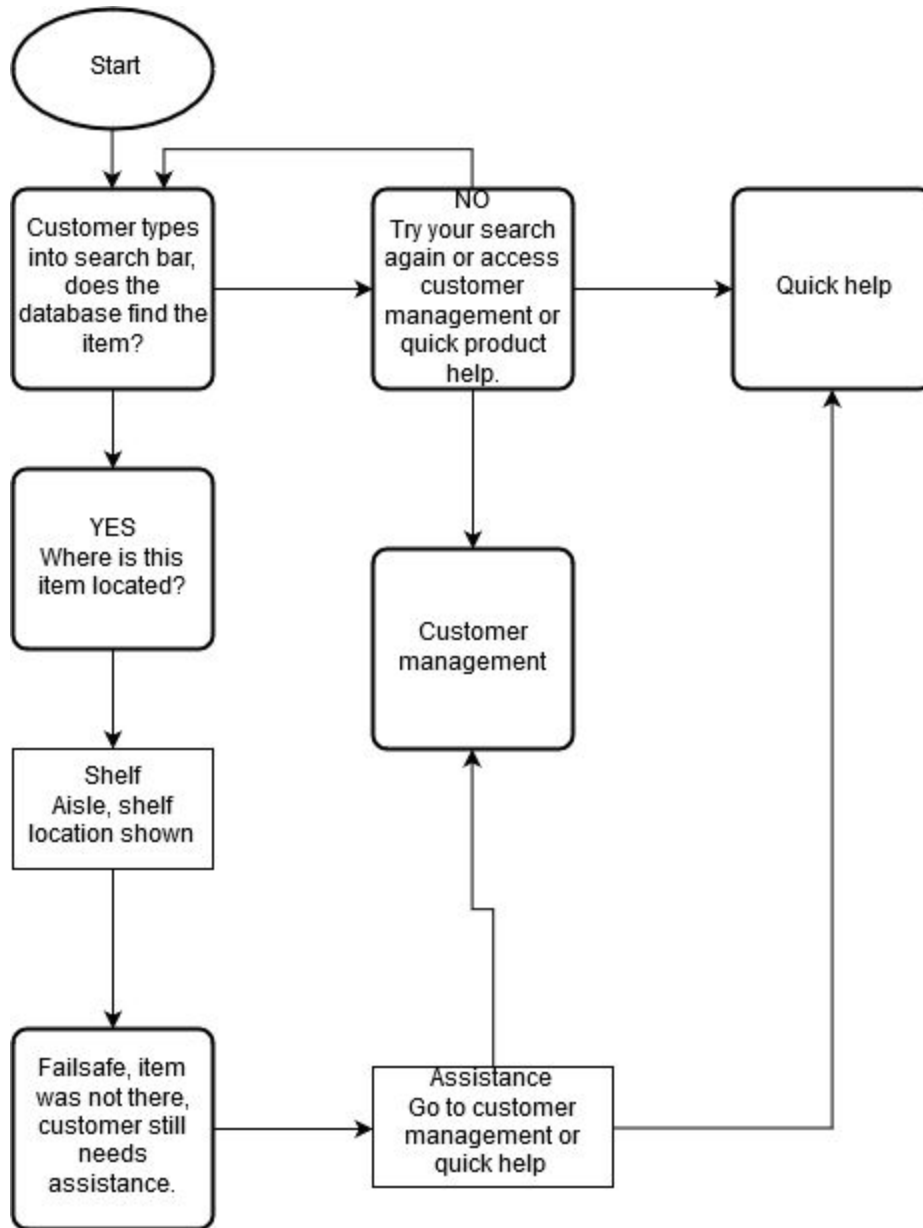 Start
Customer types
into search bar,
does the
database find the
item?
NO
Try your search
again or access
customer
management or
quick product
help.
Quick help
YES
Where is this
item located?
Customer
management
Shelf
Aisle, shelf
location shown
Failsafe, item
was not there,
customer still
needs
assistance.
Assistance
Go to customer
management or
quick help